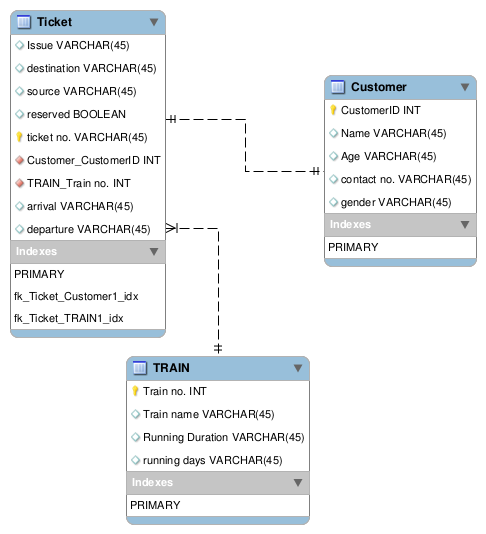 Ticket
Issue VARCHAR(45)
destination VARCHAR(45)
source VARCHAR(45)
reserved BOOLEAN
ticket no. VARCHAR(45)
Customer_CustomerID INT
TRAIN_Train no. INT
arrival VARCHAR(45)
departure VARCHAR(45)
Indexes
PRIMARY
fk_Ticket_Customer1_idx
fk_Ticket_TRAIN1_idx
Customer
CustomerID INT
Name VARCHAR(45)
Age VARCHAR(45)
contact no. VARCHAR(45)
gender VARCHAR(45)
Indexes
PRIMARY
TRAIN
Train no. INT
Train name VARCHAR(45)
Running Duration VARCHAR(45)
running days VARCHAR(45)
Indexes
PRIMARY